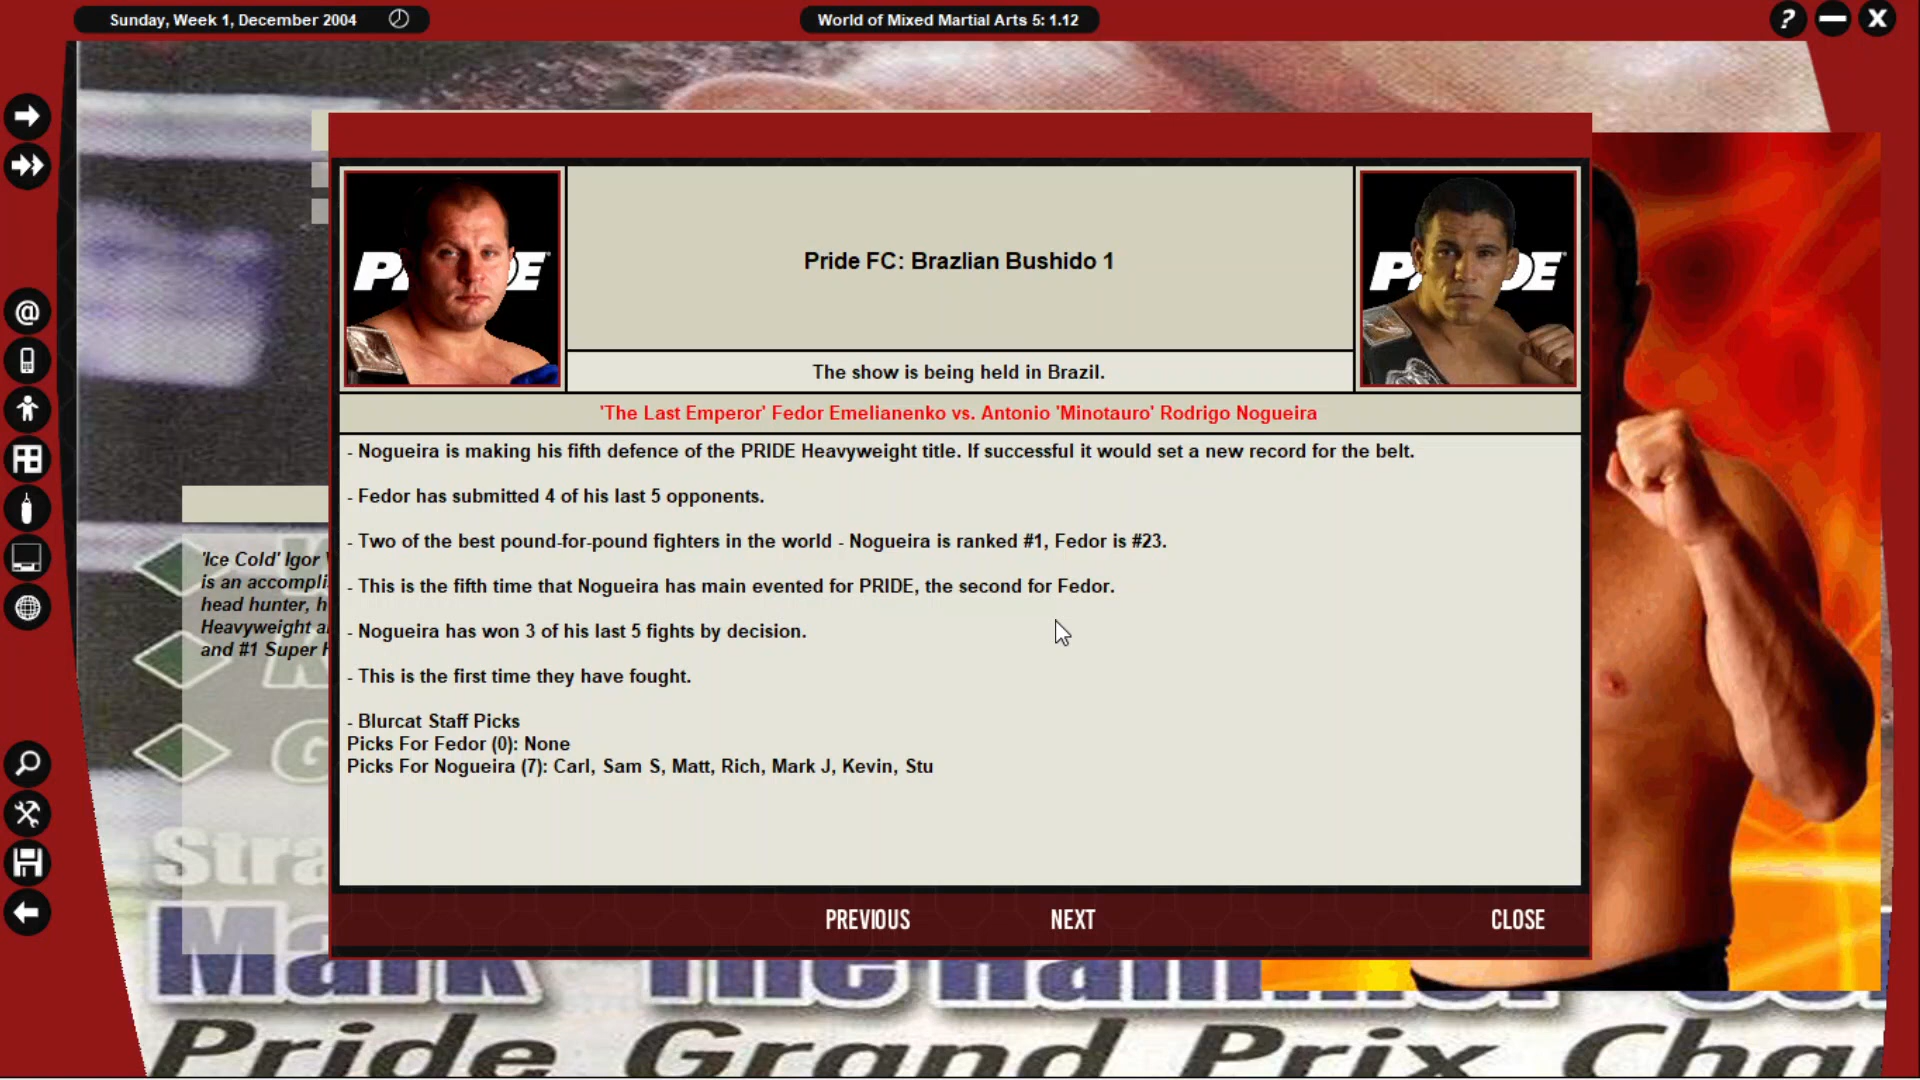 Sunday, Week 1, December 2004
World of Mixed Martial Arts 5: 1.12
Pride FC: Brazlian Bushido 1
The show is being held in Brazil.
'The Last Emperor' Fedor Emelianenko vs. Antonio 'Minotauro' Rodrigo Nogueira
- Nogueira is making his fifth defence of the PRIDE Heavyweight title. If successful it would set a new record for the belt.
- Fedor has submitted 4 of his last 5 opponents.
- Two of the best pound-for-pound fighters in the world - Nogueira is ranked #1, Fedor is #23.
- This is the fifth time that Nogueira has main evented for PRIDE, the second for Fedor.
- Nogueira has won 3 of his last 5 fights by decision.
- This is the first time they have fought.
- Blurcat Staff Picks
Picks For Fedor (0): None
Picks For Nogueira (7): Carl, Sam S, Matt, Rich, Mark J, Kevin, Stu
'Ice Cold' Igor
is an accompli
head hunter, h
Heavyweight a
and #1 Super H
PREVIOUS
NEXT
CLOSE
Stra
Mark "The Hammer"
Pride Grand Prix Cha